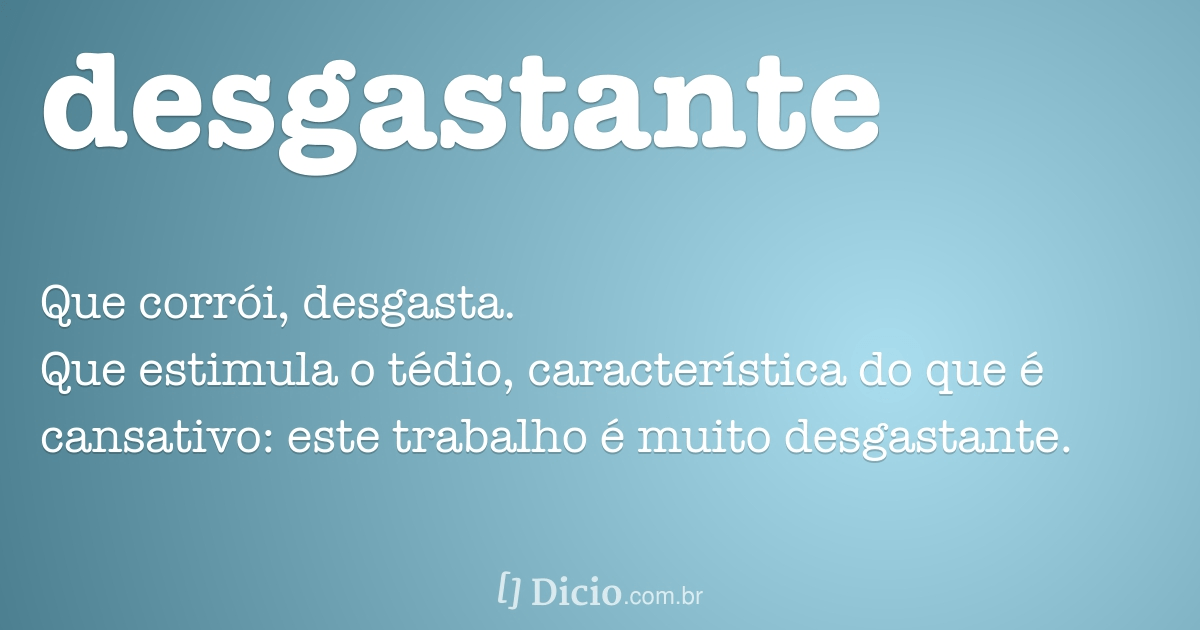 desgastante
Que corrói, desgasta.
Que estimula o tédio, característica do que é
cansativo: este trabalho é muito desgastante.
[] Dicio.com.br